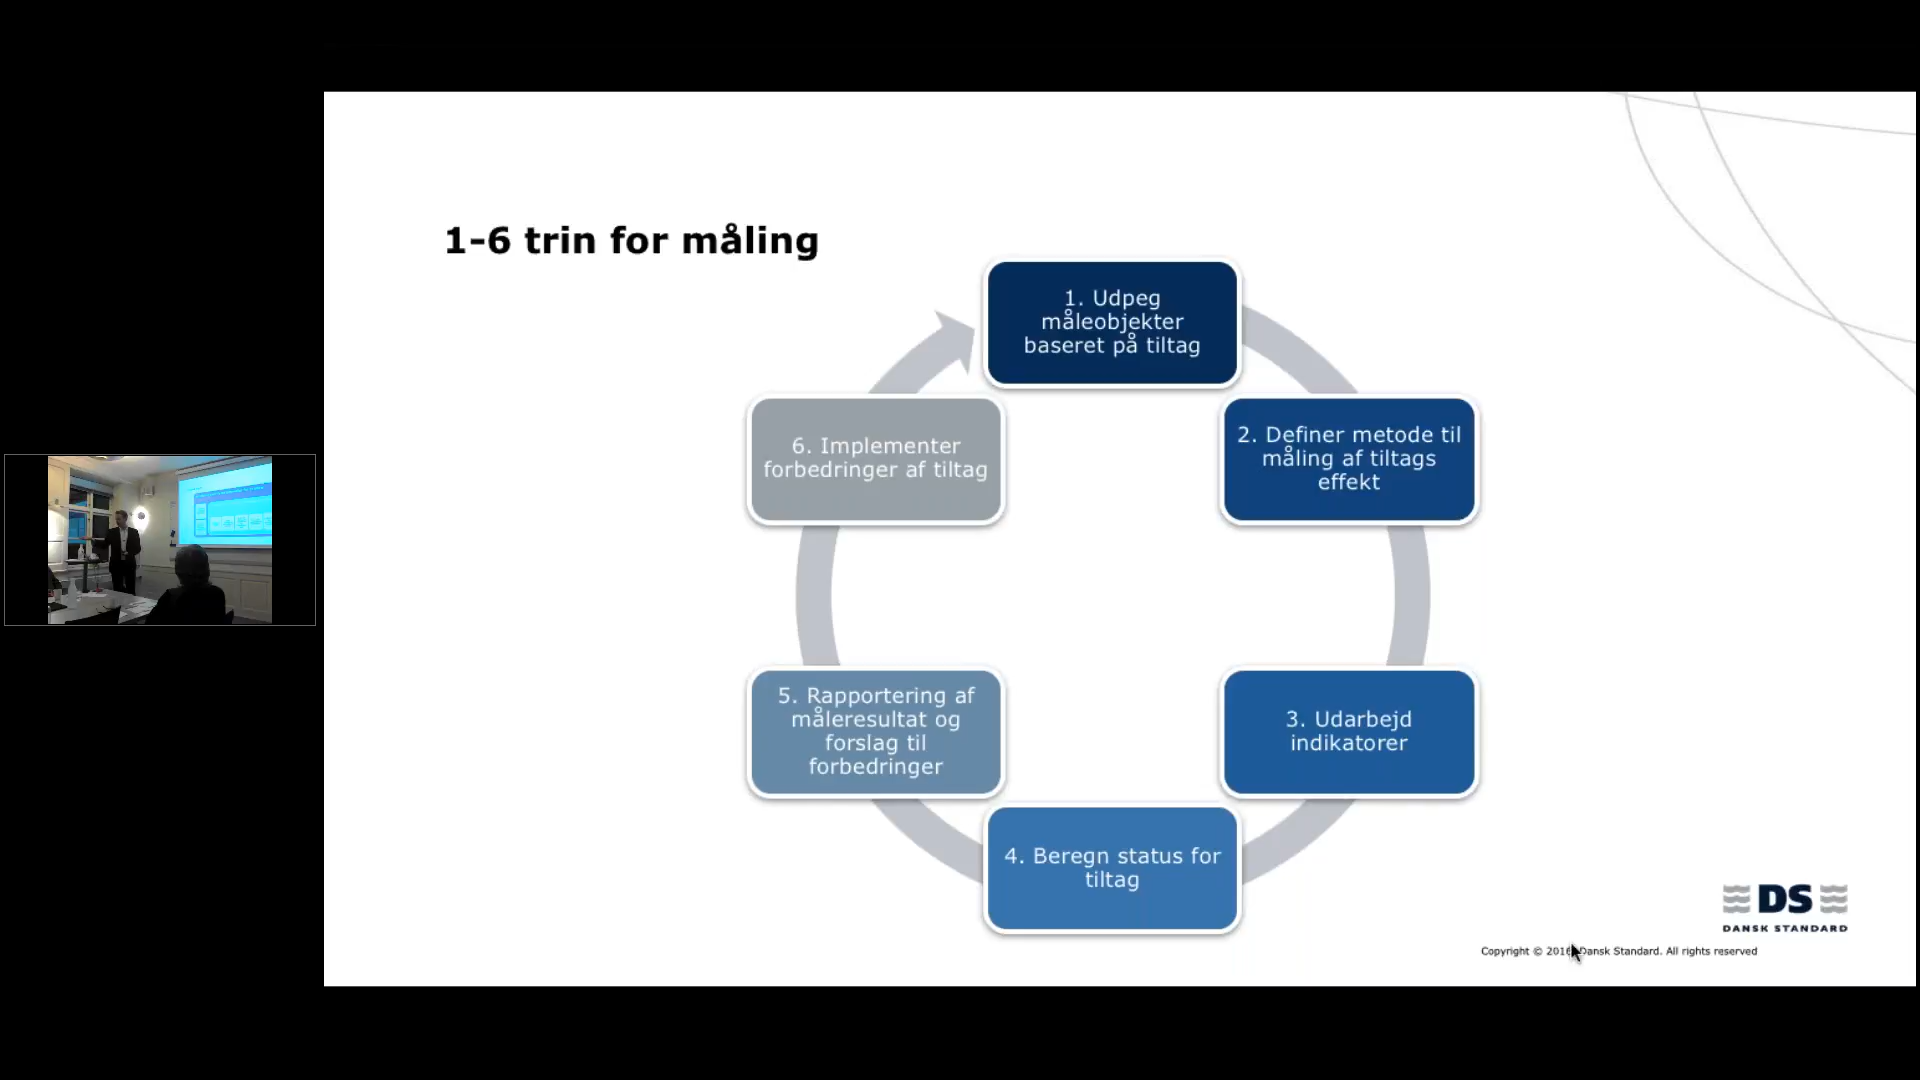 1-6 trin for måling
1. Udpeg
måleobjekter
baseret på tiltag
2. Definer metode til
måling af tiltags
effekt
3. Udarbejd
indikatorer
4. Beregn status for
tiltag
5. Rapportering af
måleresultat og
forslag til
forbedringer
6. Implementer
forbedringer af tiltag
DS
DANSK STANDARD
Copyright © Dansk Standard. All rights reserved